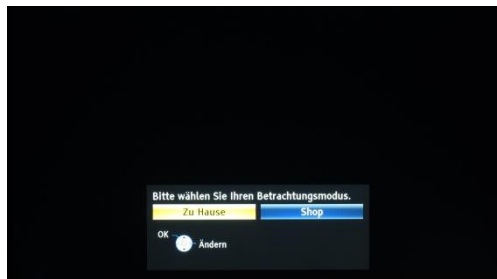 Bitte wählen Sie Ihren Betrachtungsmodus.
Zu Hause Shop
OK
Ändern